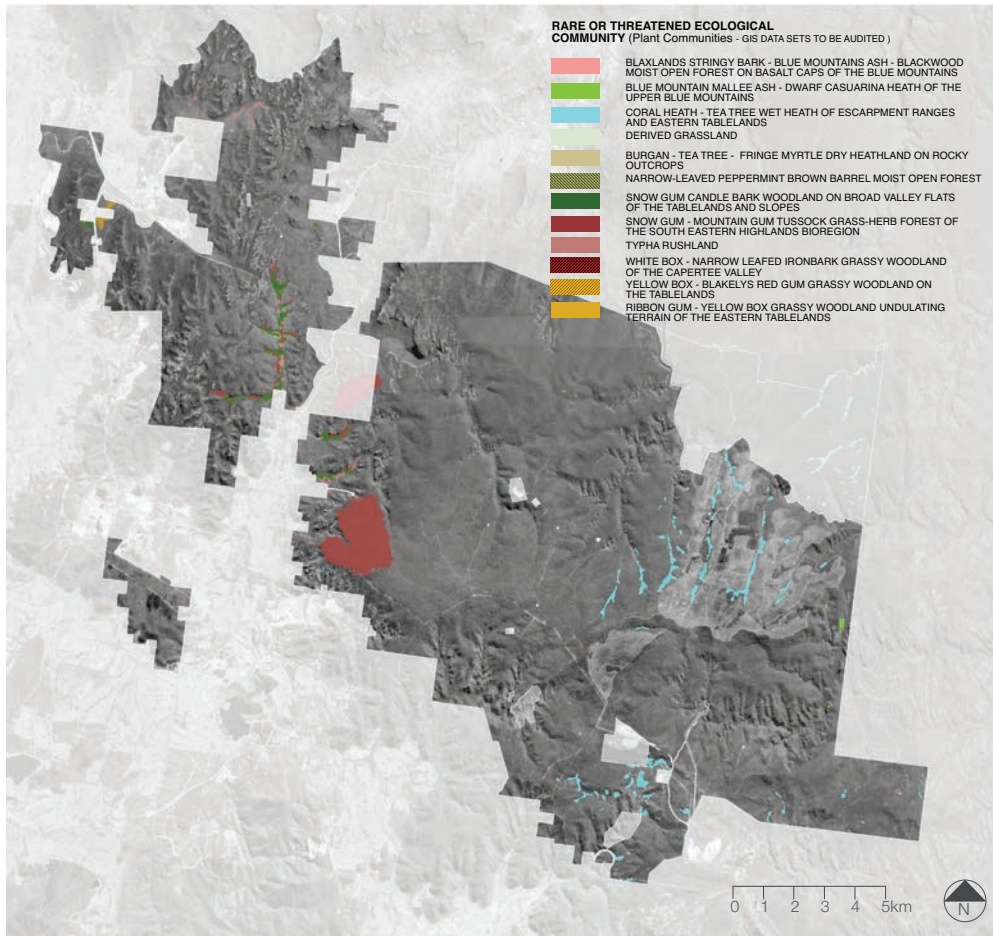 RARE OR THREATENED ECOLOGICAL
COMMUNITY (Plant Communities - GIS DATA SETS TO BE AUDITED )
BLAXLANDS STRINGY BARK - BLUE MOUNTAINS ASH - BLACKWOOD
MOIST OPEN FOREST ON BASALT CAPS OF THE BLUE MOUNTAINS
BLUE MOUNTAIN MALLEE ASH - DWARF CASUARINA HEATH OF THE
UPPER BLUE MOUNTAINS
CORAL HEATH - TEA TREE WET HEATH OF ESCARPMENT RANGES
AND EASTERN TABLELANDS
DERIVED GRASSLAND
BURGAN - TEA TREE - FRINGE MYRTLE DRY HEATHLAND ON ROCKY
OUTCROPS
NARROW-LEAVED PEPPERMINT BROWN BARREL MOIST OPEN FOREST
SNOW GUM CANDLE BARK WOODLAND ON BROAD VALLEY FLATS
OF THE TABLELANDS AND SLOPES
SNOW GUM - MOUNTAIN GUM TUSSOCK GRASS-HERB FOREST OF
THE SOUTH EASTERN HIGHLANDS BIOREGION
TYPHA RUSHLAND
WHITE BOX - NARROW LEAFED IRONBARK GRASSY WOODLAND
OF THE CAPERTEE VALLEY
YELLOW BOX - BLAKELYS RED GUM GRASSY WOODLAND ON
THE TABLELANDS
RIBBON GUM - YELLOW BOX GRASSY WOODLAND UNDULATING
TERRAIN OF THE EASTERN TABLELANDS
0 1 2 3 4 5km
N